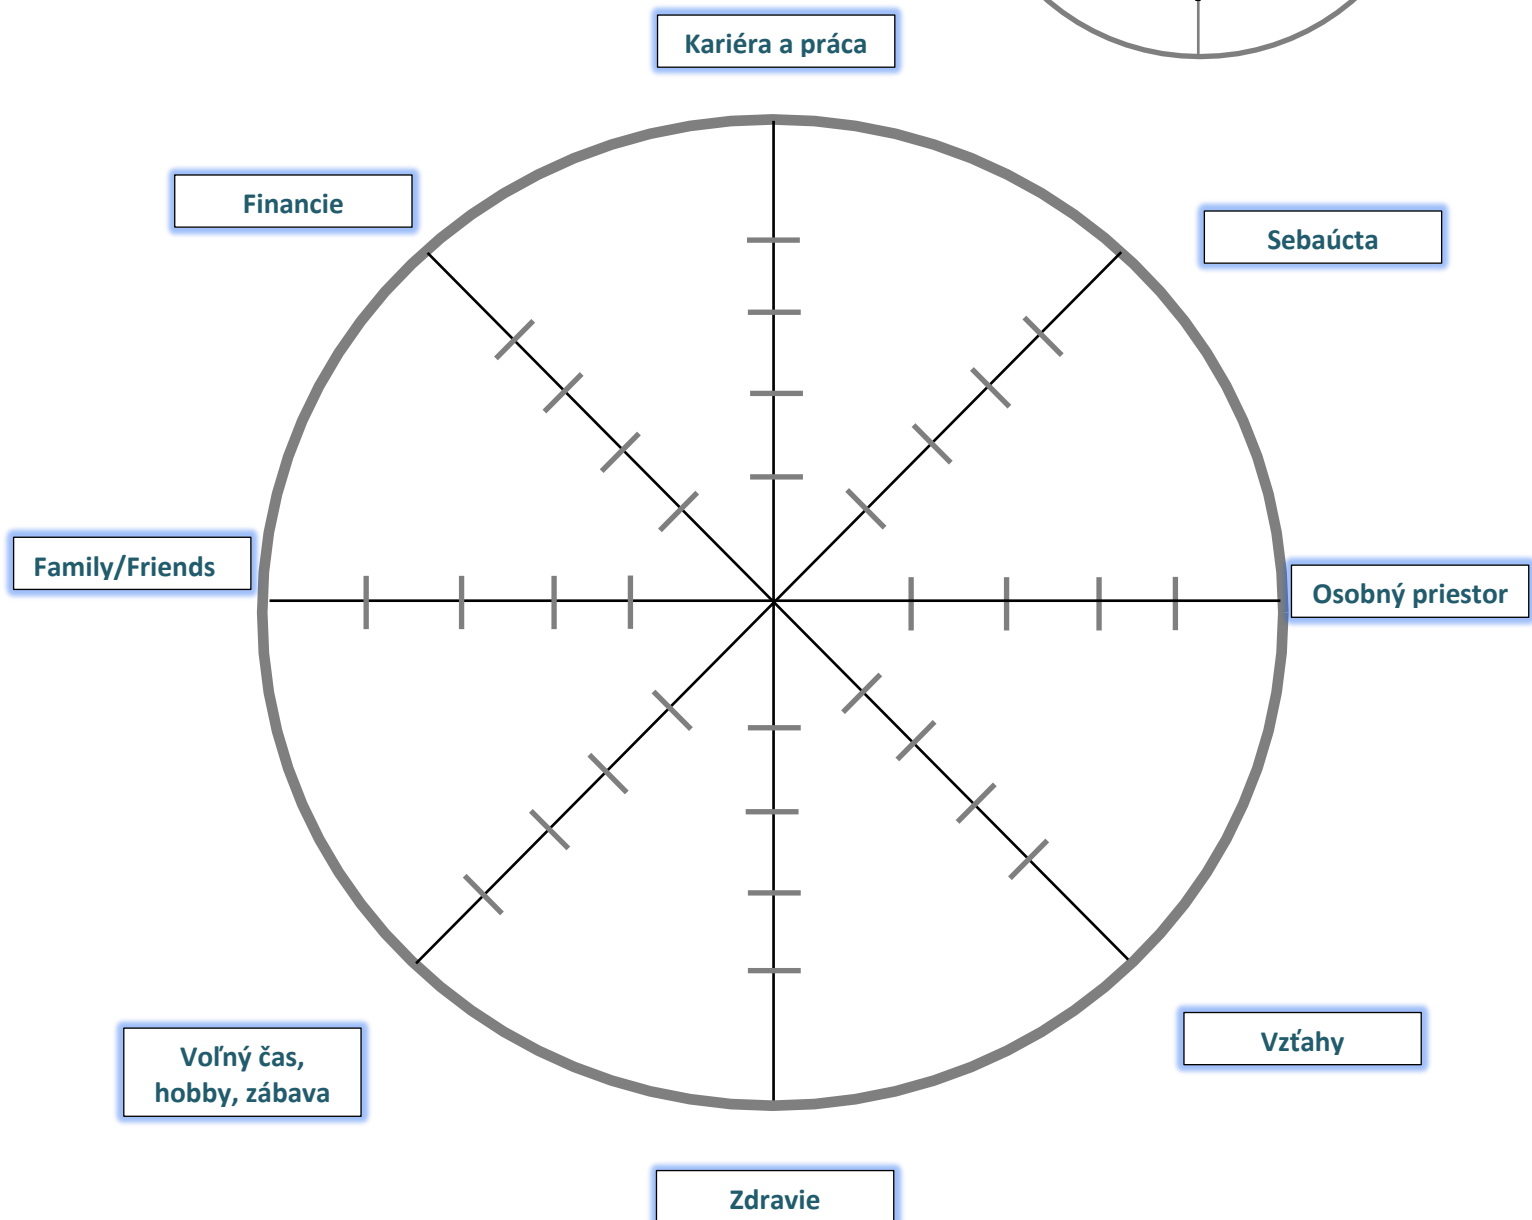 Kariéra a práca
Financie
Sebaúcta
Family/Friends
Osobný priestor
Voľný čas,
hobby, zábava
Vzťahy
Zdravie